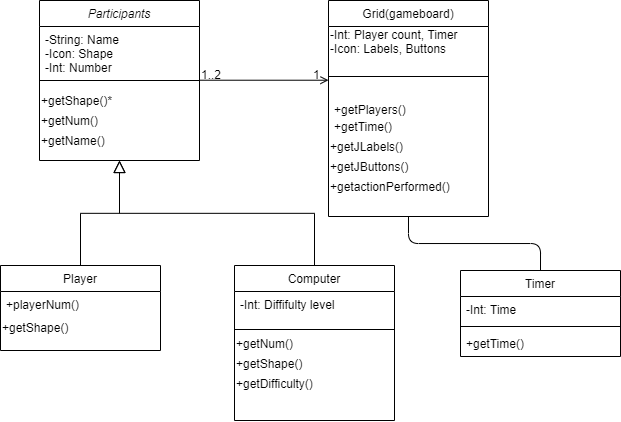 Participants
-String: Name
-Icon: Shape
-Int: Number
+getShape()*
+getNum()
+getName()
1..2
1
Grid(gameboard)
-Int: Player count, Timer
-Icon: Labels, Buttons
+getPlayers()
+getTime()
+getJLabels()
+getJButtons()
+getactionPerformed()
Player
+playerNum()
+getShape()
Computer
-Int: Diffifulty level
+getNum()
+getShape()
+getDifficulty()
Timer
-Int: Time
+getTime()